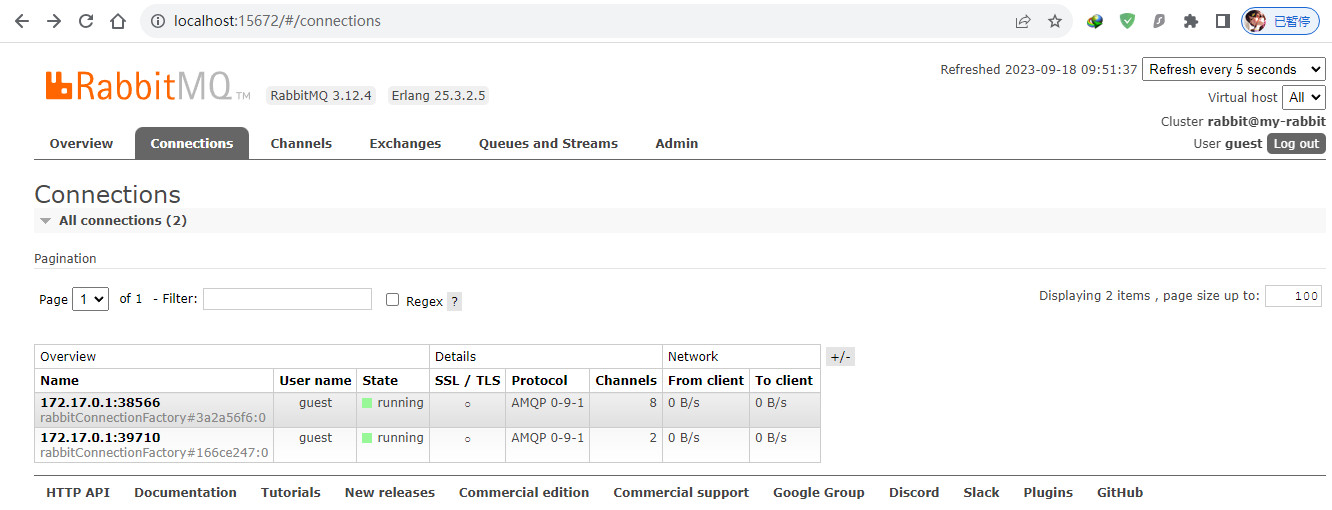 localhost:15672/#/connections
已暂停
RabbitMQ TM
RabbitMQ 3.12.4 Erlang 25.3.2.5
Refreshed 2023-09-18 09:51:37 Refresh every 5 seconds
Virtual host All
Cluster rabbit@my-rabbit
User guest Log out
Overview Connections Channels Exchanges Queues and Streams Admin
Connections
All connections (2)
Pagination
Page 1 of 1 - Filter: Regex ?
Displaying 2 items , page size up to: 100
Overview Details Network +/-
Name User name State SSL / TLS Protocol Channels From client To client
172.17.0.1:38566 guest running ○ AMQP 0-9-1 8 0 B/s 0 B/s
rabbitConnectionFactory#3a2a56f6:0
172.17.0.1:39710 guest running ○ AMQP 0-9-1 2 0 B/s 0 B/s
rabbitConnectionFactory#166ce247:0
HTTP API Documentation Tutorials New releases Commercial edition Commercial support Google Group Discord Slack Plugins GitHub